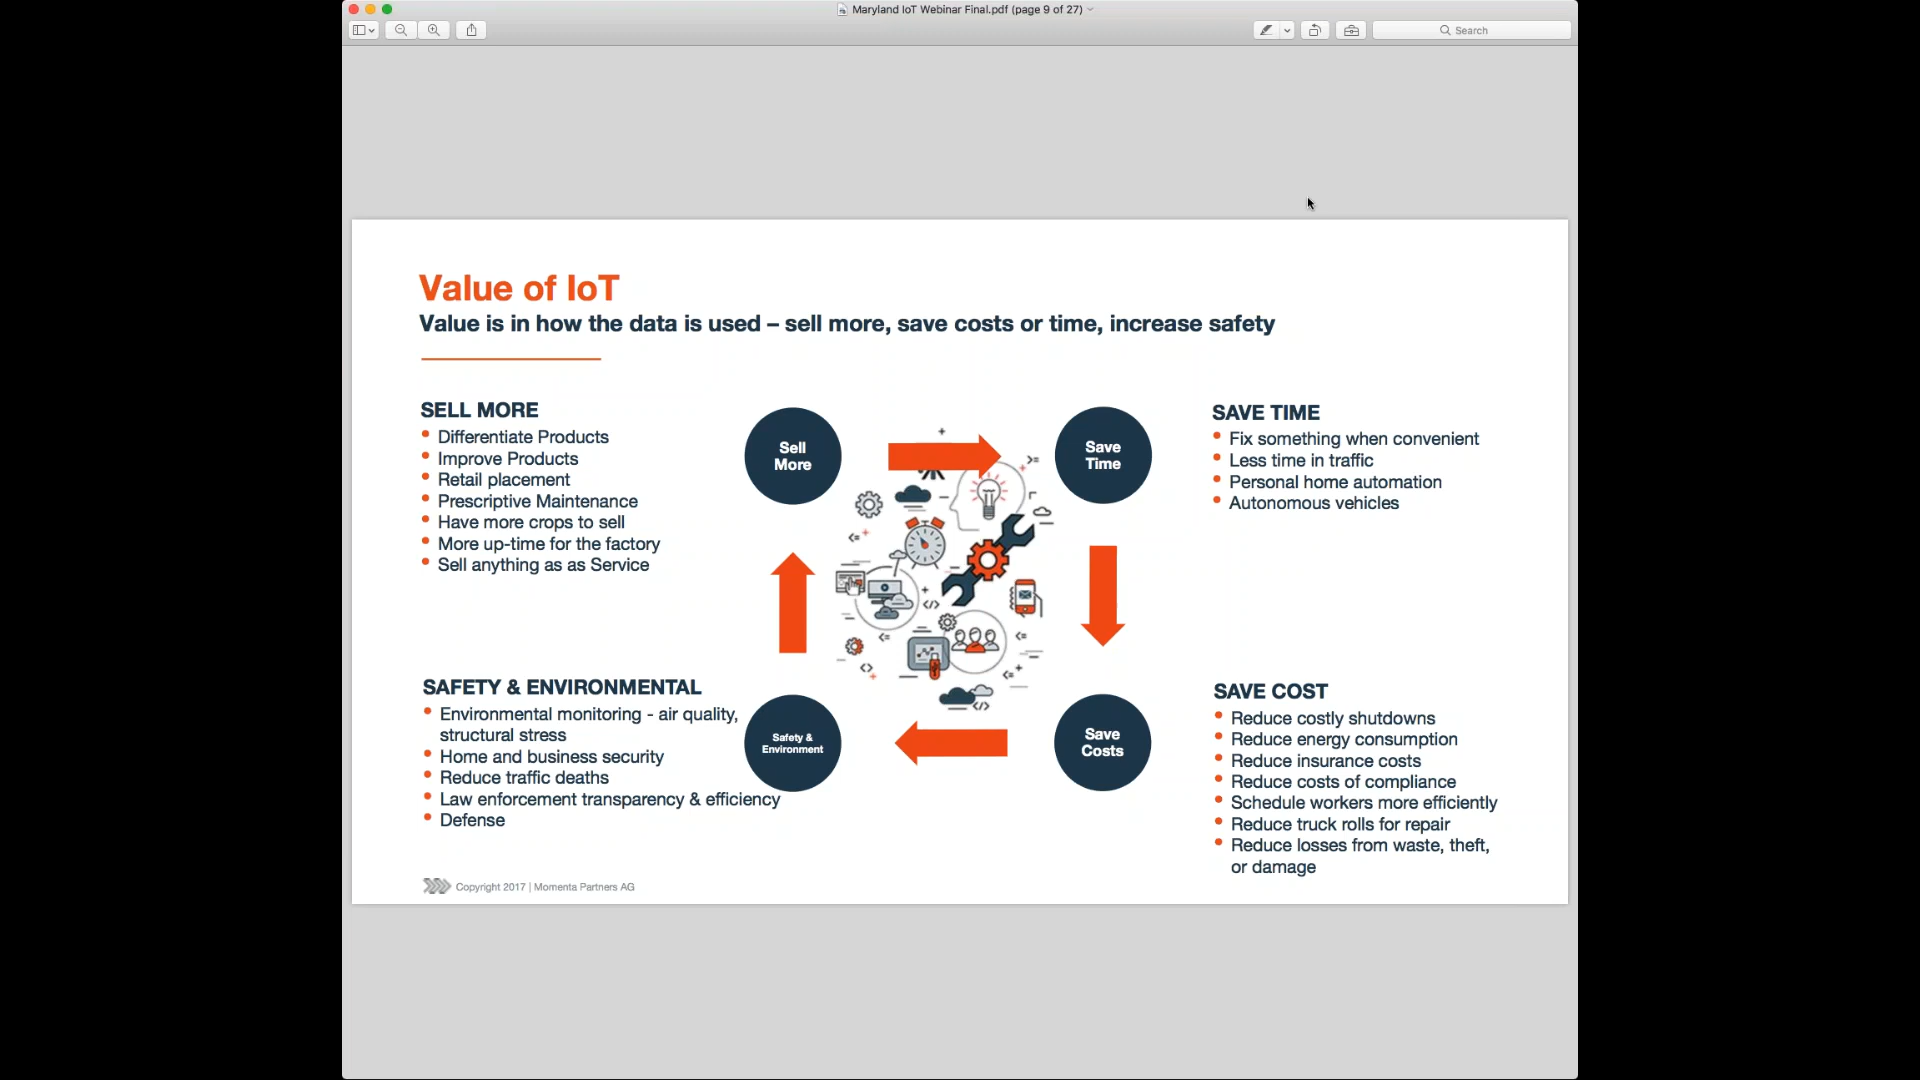 Maryland IoT Webinar Final.pdf (page 9 of 27)
Search
Value of IoT
Value is in how the data is used – sell more, save costs or time, increase safety
SELL MORE
Differentiate Products
Improve Products
Retail placement
Prescriptive Maintenance
Have more crops to sell
More up-time for the factory
Sell anything as as Service
Sell
More
Save
Time
SAVE TIME
Fix something when convenient
Less time in traffic
Personal home automation
Autonomous vehicles
SAFETY & ENVIRONMENTAL
Environmental monitoring - air quality,
structural stress
Home and business security
Reduce traffic deaths
Law enforcement transparency & efficiency
Defense
Safety &
Environment
Save
Costs
SAVE COST
Reduce costly shutdowns
Reduce energy consumption
Reduce insurance costs
Reduce costs of compliance
Schedule workers more efficiently
Reduce truck rolls for repair
Reduce losses from waste, theft,
or damage
Copyright 2017 | Momenta Partners AG